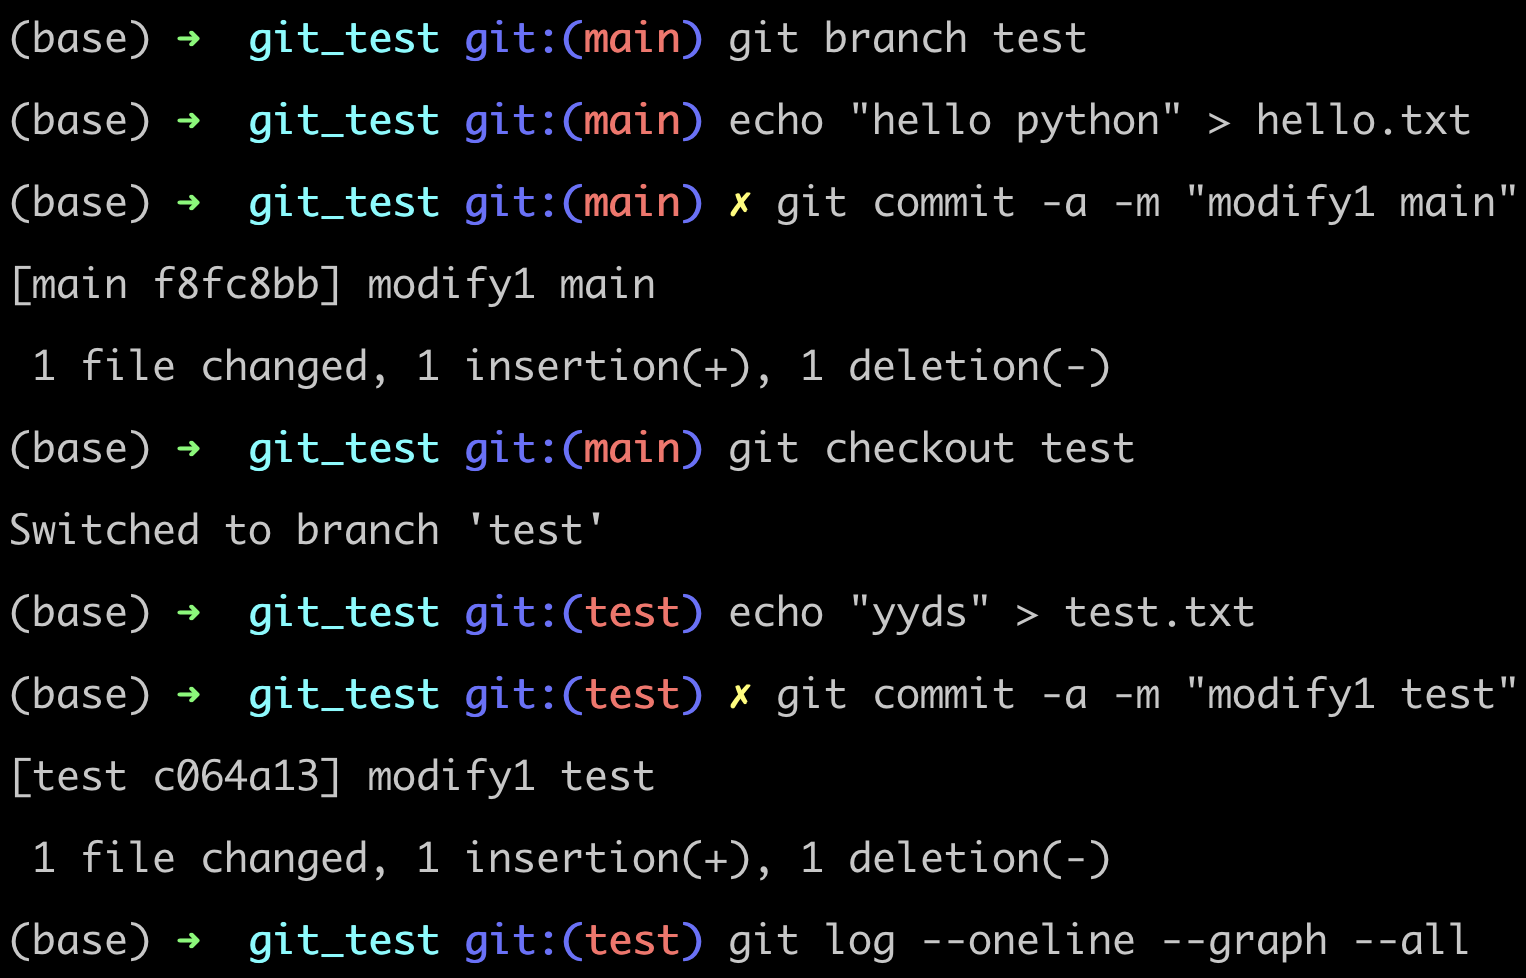 (base) ➜  git_test git:(main) git branch test
(base) ➜  git_test git:(main) echo "hello python" > hello.txt
(base) ➜  git_test git:(main) ✗ git commit -a -m "modify1 main"
[main f8fc8bb] modify1 main
 1 file changed, 1 insertion(+), 1 deletion(-)
(base) ➜  git_test git:(main) git checkout test
Switched to branch 'test'
(base) ➜  git_test git:(test) echo "yyds" > test.txt
(base) ➜  git_test git:(test) ✗ git commit -a -m "modify1 test"
[test c064a13] modify1 test
 1 file changed, 1 insertion(+), 1 deletion(-)
(base) ➜  git_test git:(test) git log --oneline --graph --all